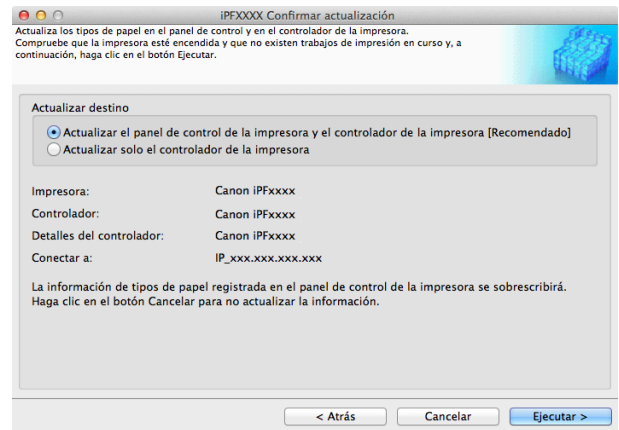 iPFXXXX Confirmar actualización
Actualiza los tipos de papel en el panel de control y en el controlador de la impresora.
Compruebe que la impresora esté encendida y que no existen trabajos de impresión en curso y, a
continuación, haga clic en el botón Ejecutar.
Actualizar destino
Actualizar el panel de control de la impresora y el controlador de la impresora [Recomendado]
Actualizar solo el controlador de la impresora
Impresora: Canon iPFxxxx
Controlador: Canon iPFxxxx
Detalles del controlador: Canon iPFxxxx
Conectar a: IP_xxx.xxx.xxx.xxx
La información de tipos de papel registrada en el panel de control de la impresora se sobrescribirá.
Haga clic en el botón Cancelar para no actualizar la información.
< Atrás Cancelar Ejecutar >